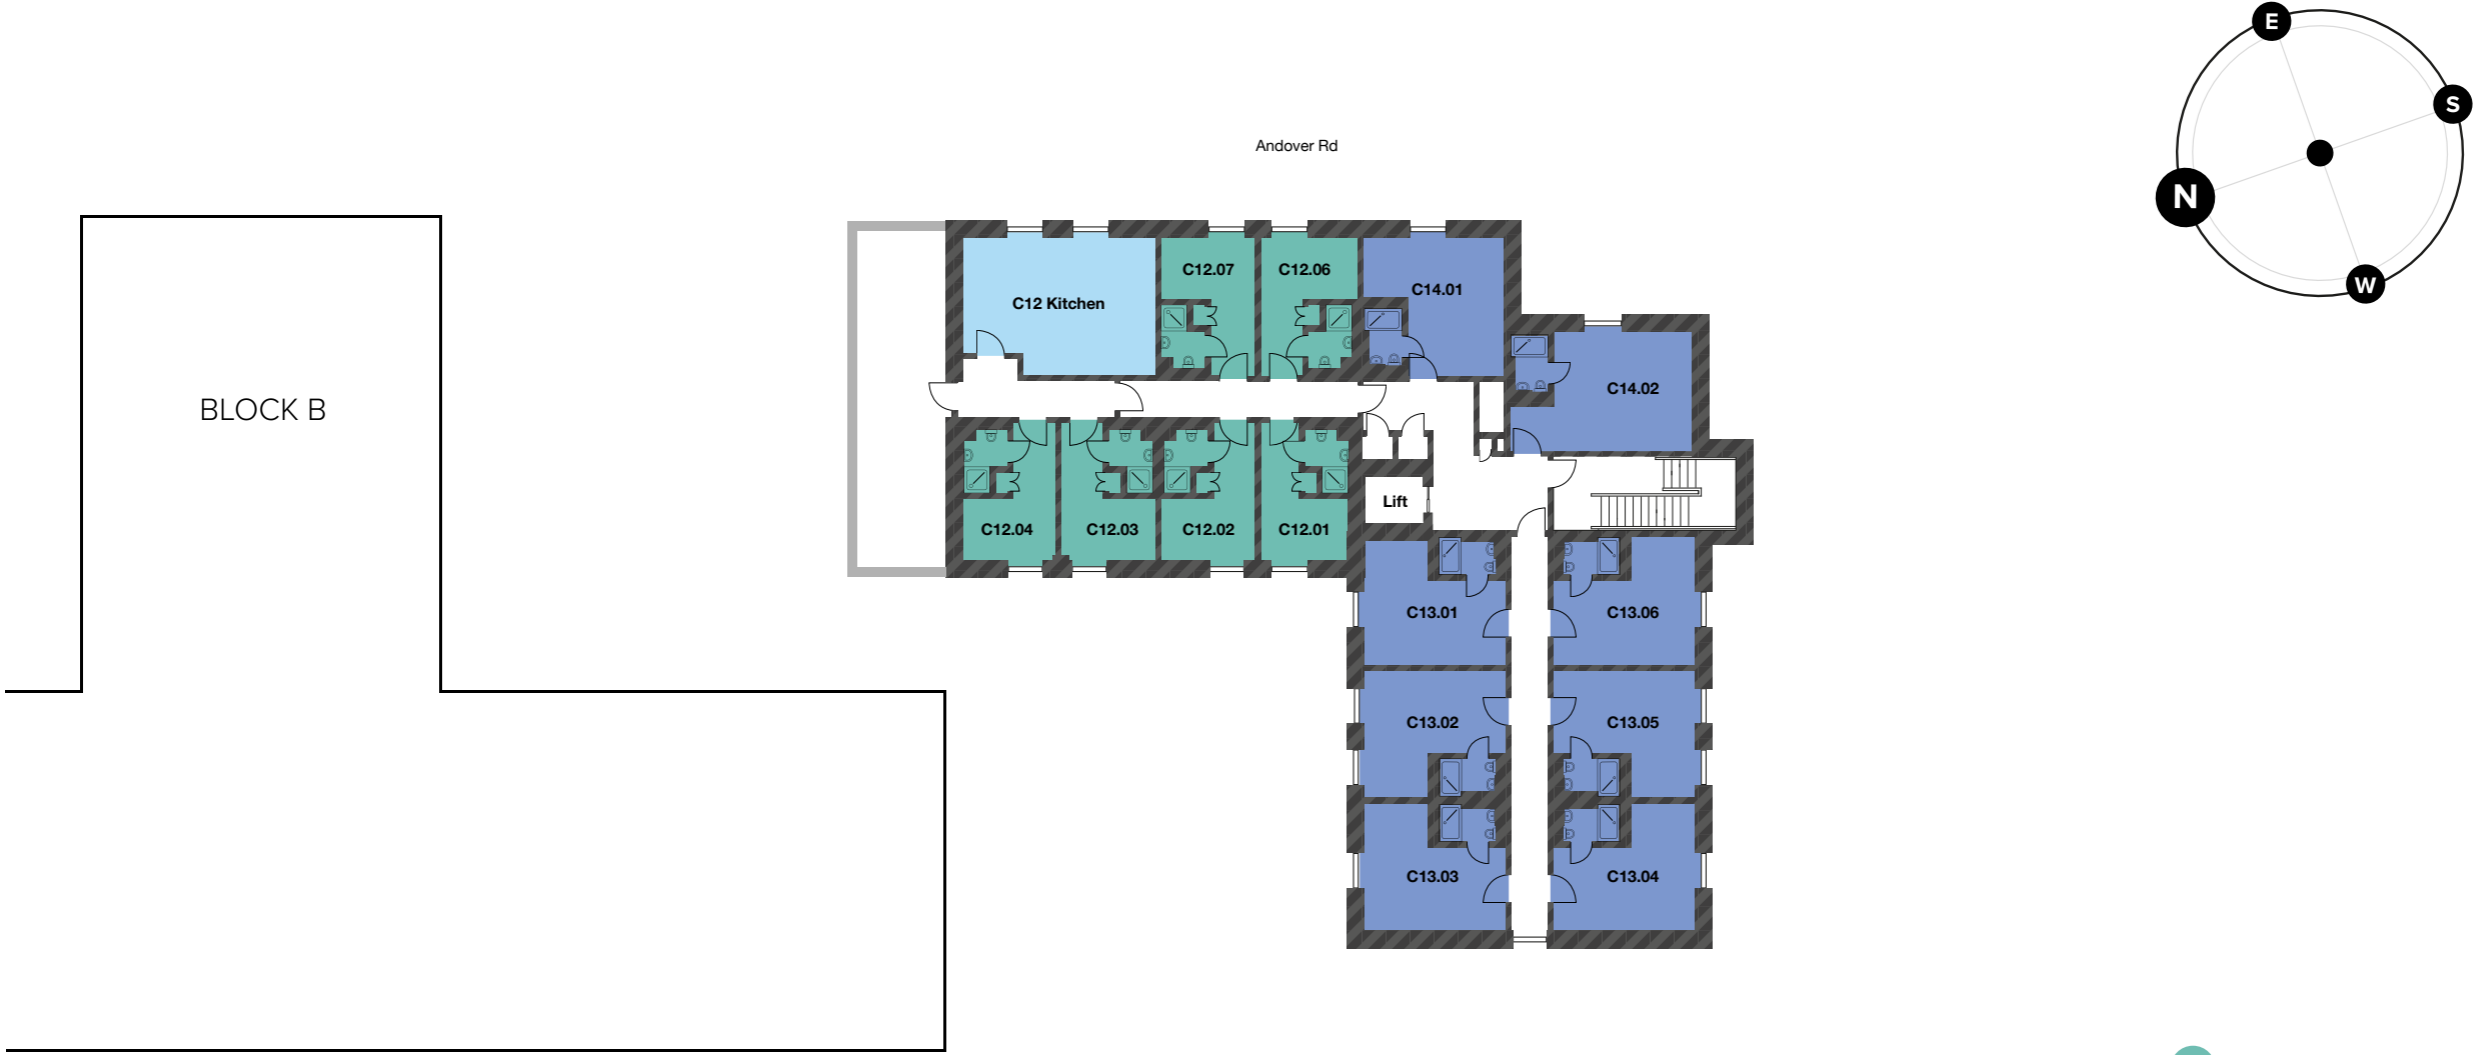 E
S
N
W
Andover Rd
BLOCK B
C12 Kitchen
C12.07
C12.06
C14.01
C14.02
C12.04
C12.03
C12.02
C12.01
Lift
C13.01
C13.06
C13.02
C13.05
C13.03
C13.04